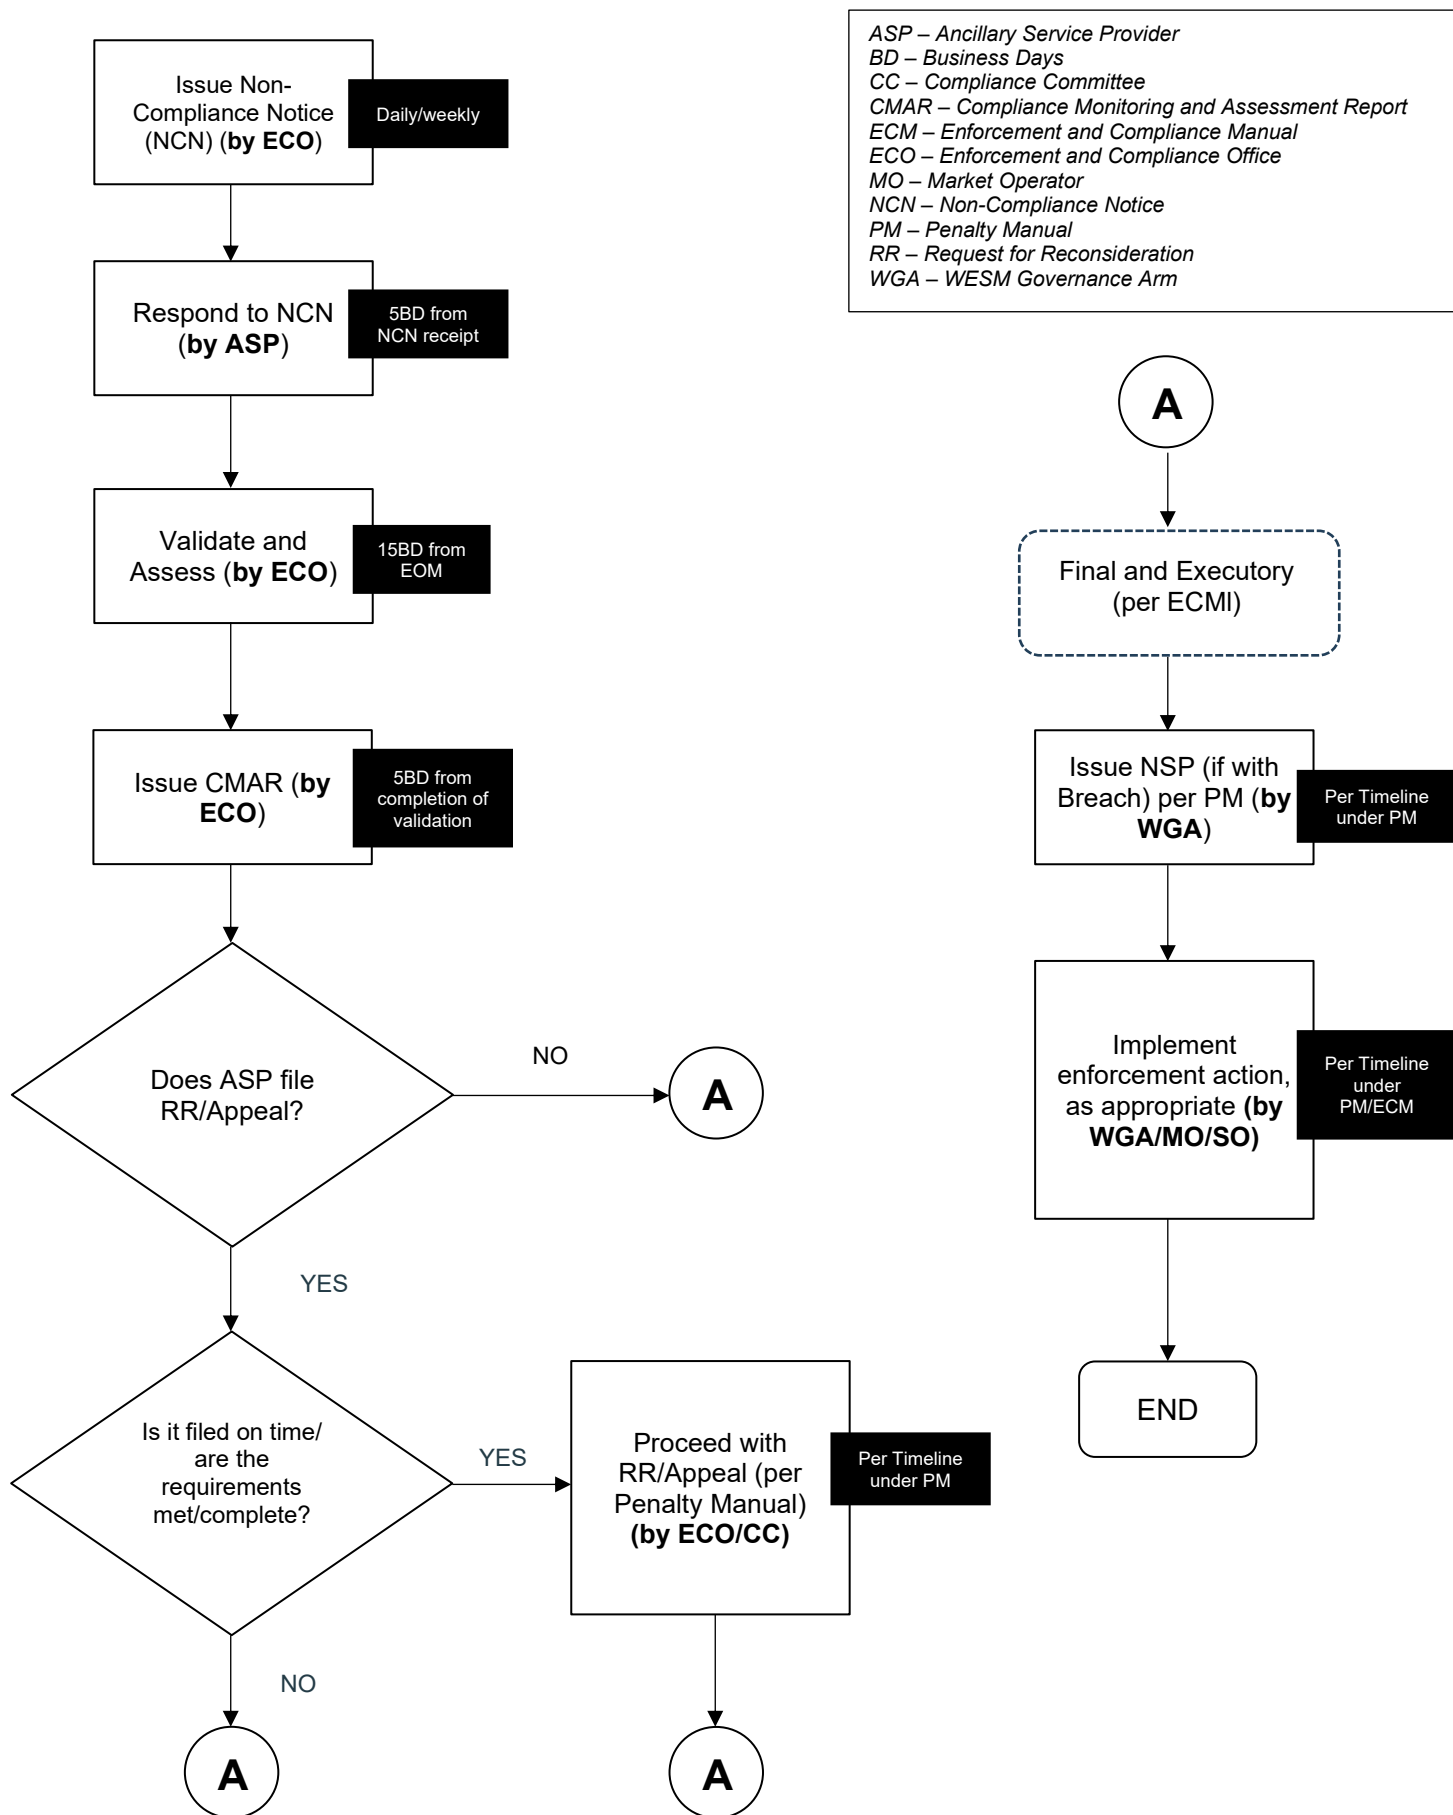 Issue Non-
Compliance Notice
(NCN) (by ECO)
Daily/weekly
Respond to NCN
(by ASP)
5BD from
NCN receipt
Validate and
Assess (by ECO)
15BD from
EOM
Issue CMAR (by
ECO)
5BD from
completion of
validation
Does ASP file
RR/Appeal?
NO
A
YES
Is it filed on time/
are the
requirements
met/complete?
YES
Proceed with
RR/Appeal (per
Penalty Manual)
(by ECO/CC)
Per Timeline
under PM
NO
A
A
ASP – Ancillary Service Provider
BD – Business Days
CC – Compliance Committee
CMAR – Compliance Monitoring and Assessment Report
ECM – Enforcement and Compliance Manual
ECO – Enforcement and Compliance Office
MO – Market Operator
NCN – Non-Compliance Notice
PM – Penalty Manual
RR – Request for Reconsideration
WGA – WESM Governance Arm
A
Final and Executory
(per ECMl)
Issue NSP (if with
Breach) per PM (by
WGA)
Per Timeline
under PM
Implement
enforcement action,
as appropriate (by
WGA/MO/SO)
Per Timeline
under
PM/ECM
END